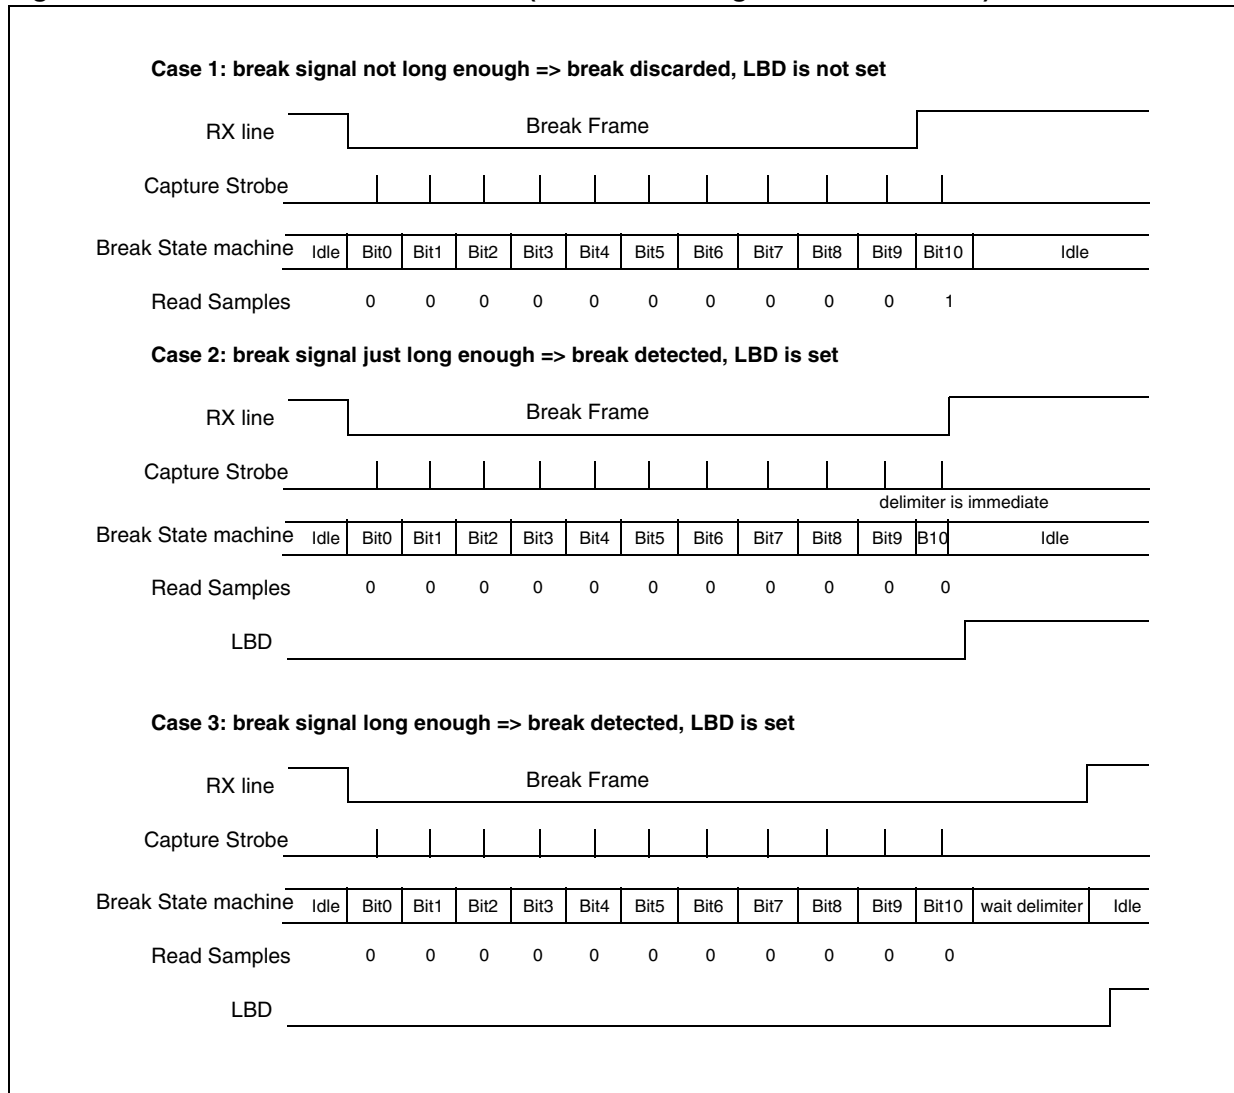 Case 1: break signal not long enough => break discarded, LBD is not set
RX line
Break Frame
Capture Strobe
Break State machine Idle Bit0 Bit1 Bit2 Bit3 Bit4 Bit5 Bit6 Bit7 Bit8 Bit9 Bit10 Idle
Read Samples 0 0 0 0 0 0 0 0 0 0 1
Case 2: break signal just long enough => break detected, LBD is set
RX line
Break Frame
Capture Strobe
delimiter is immediate
Break State machine Idle Bit0 Bit1 Bit2 Bit3 Bit4 Bit5 Bit6 Bit7 Bit8 Bit9 B10 Idle
Read Samples 0 0 0 0 0 0 0 0 0 0 0
LBD
Case 3: break signal long enough => break detected, LBD is set
RX line
Break Frame
Capture Strobe
Break State machine Idle Bit0 Bit1 Bit2 Bit3 Bit4 Bit5 Bit6 Bit7 Bit8 Bit9 Bit10 wait delimiter Idle
Read Samples 0 0 0 0 0 0 0 0 0 0 0
LBD